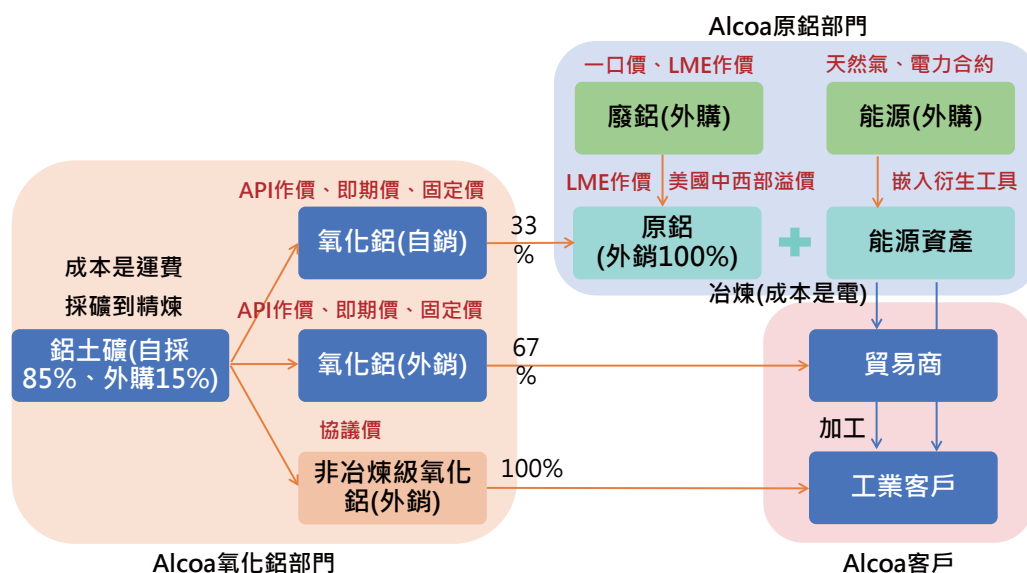 Alcoa原鋁部門
一口價、LME作價
天然氣、電力合約
廢鋁(外購)
能源(外購)
API作價、即期價、固定價
LME作價
美國中西部溢價
嵌入衍生工具
氧化鋁(自銷)
33
%
原鋁
(外銷100%)
能源資產
成本是運費
採礦到精煉
冶煉(成本是電)
API作價、即期價、固定價
鋁土礦(自採
85%、外購15%)
氧化鋁(外銷)
67
%
貿易商
協議價
加工
非冶煉級氧化
鋁(外銷)
100%
工業客戶
Alcoa氧化鋁部門
Alcoa客戶